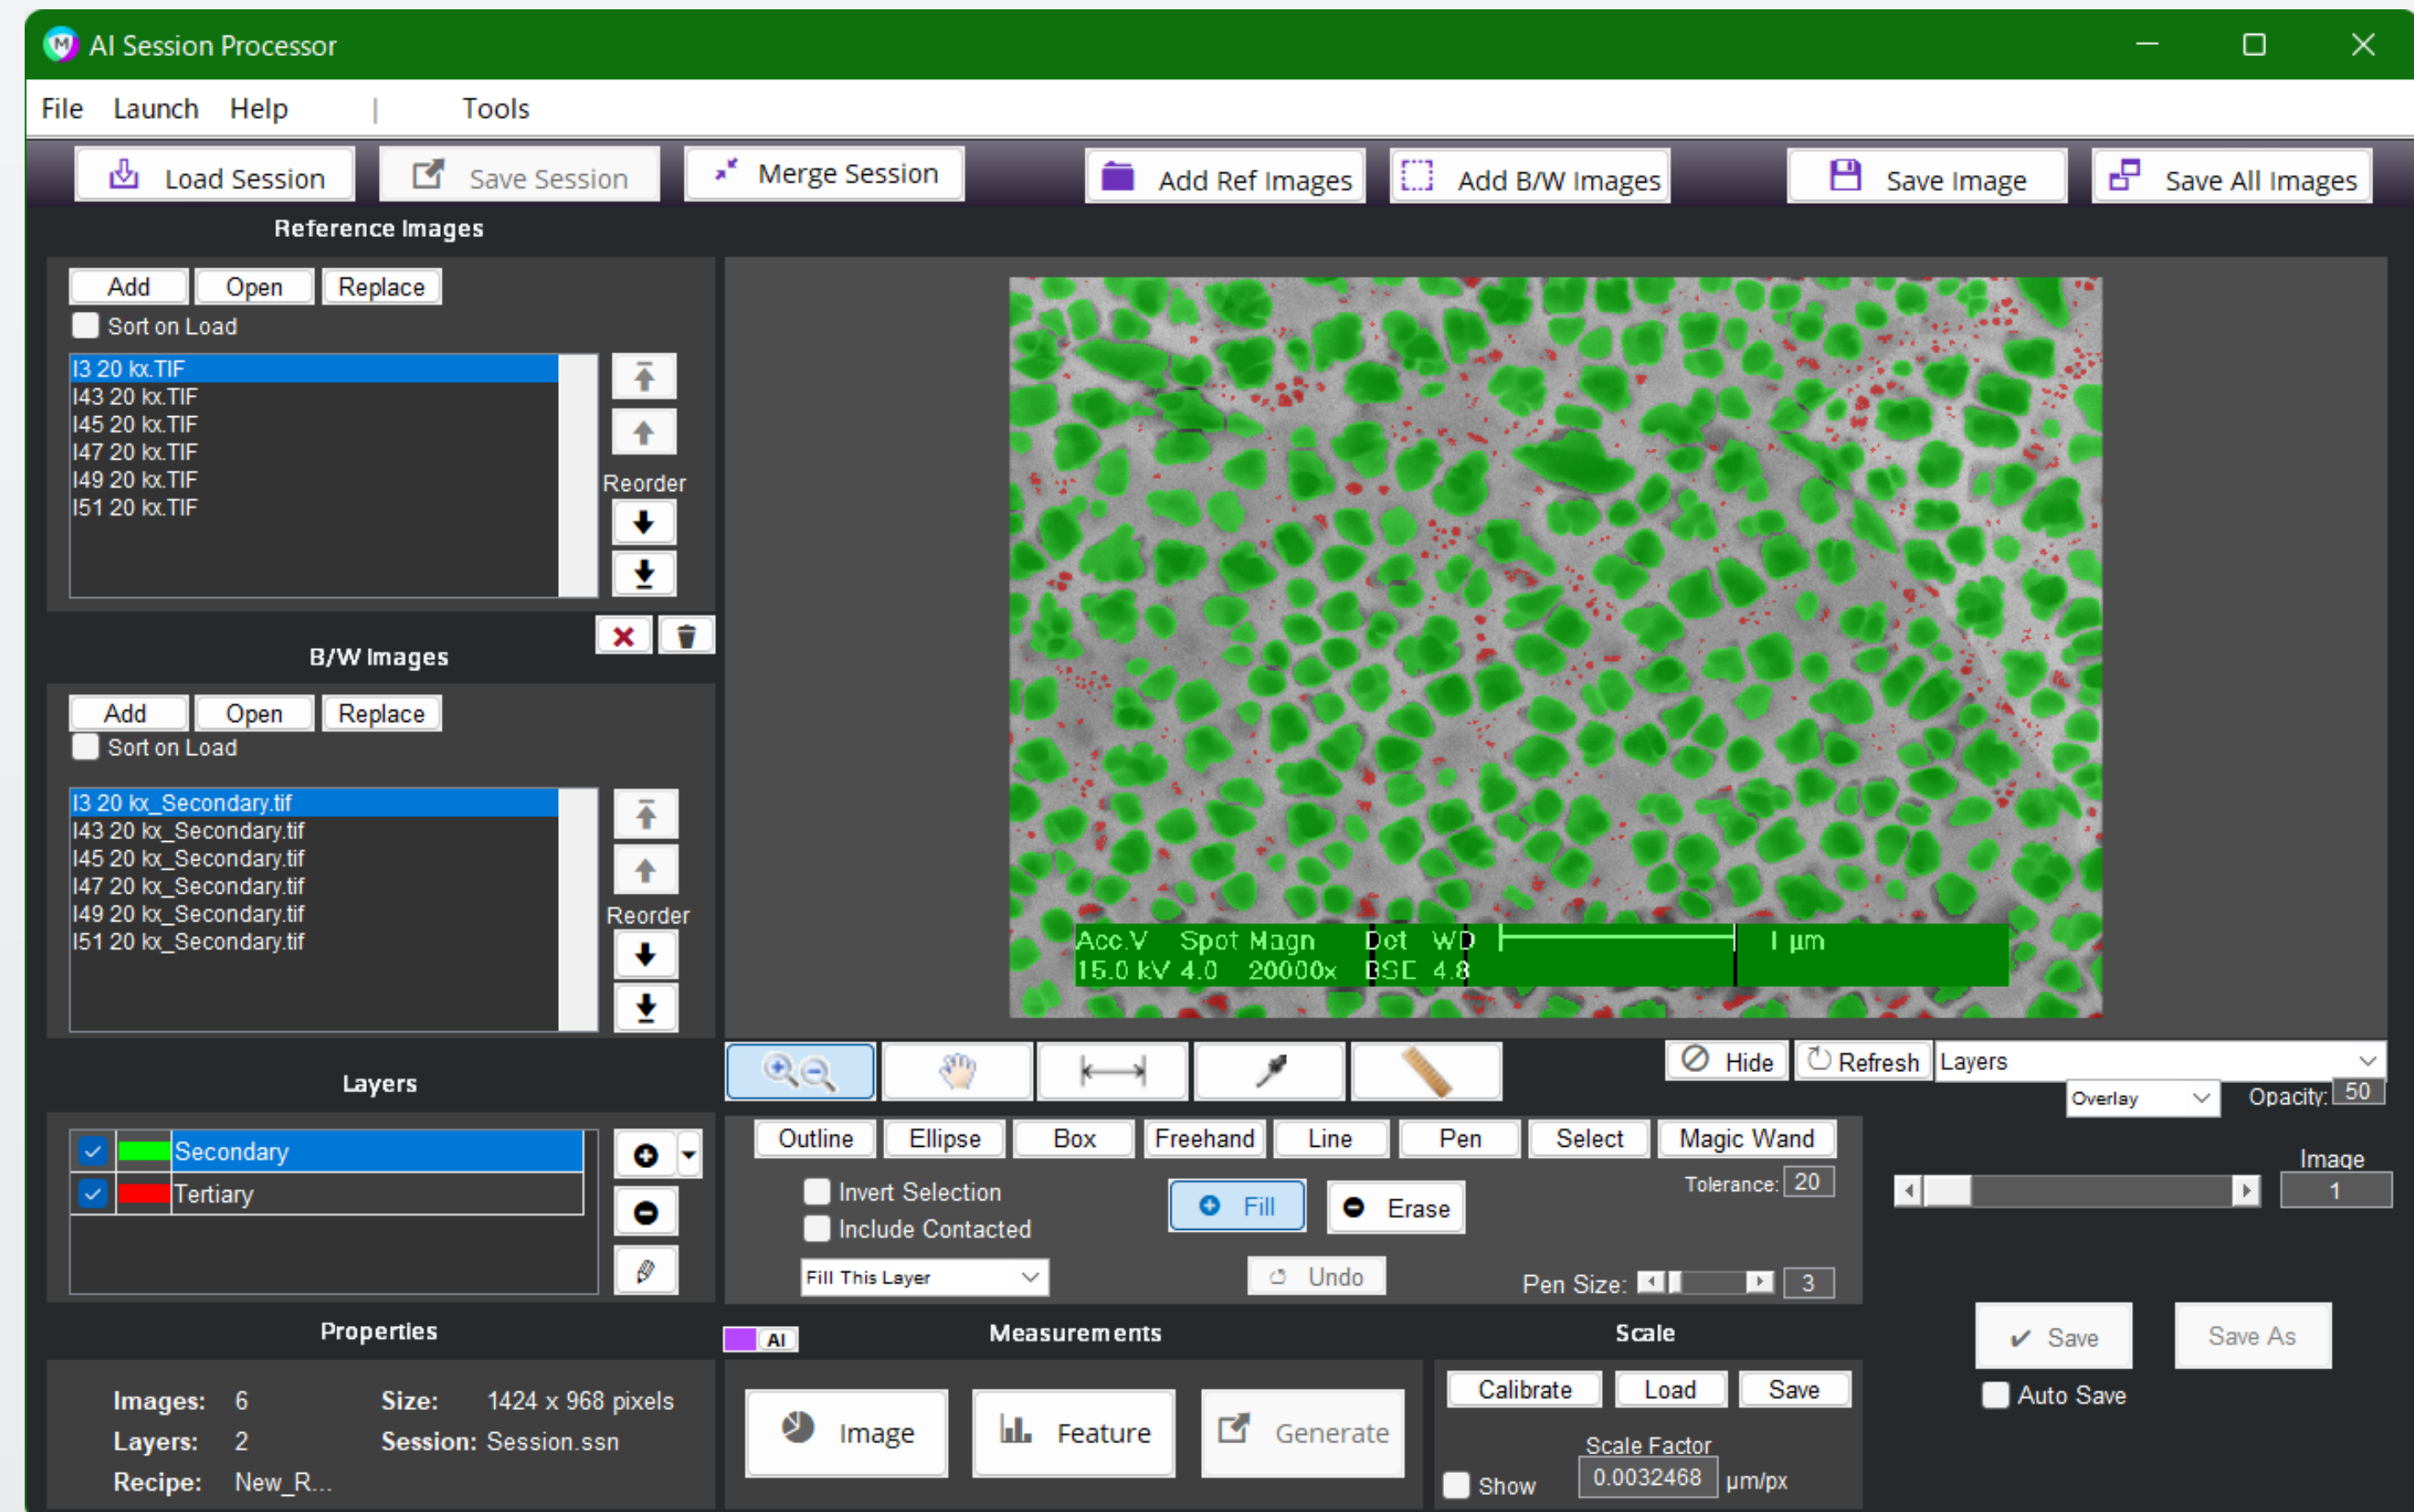 AI Session Processor
File Launch Help | Tools
Load Session Save Session Merge Session Add Ref Images Add B/W Images Save Image Save All Images
Reference Images
Add Open Replace
Sort on Load
I3 20 kx.TIF
I43 20 kx.TIF
I45 20 kx.TIF
I47 20 kx.TIF
I49 20 kx.TIF
I51 20 kx.TIF
Reorder
B/W Images
Add Open Replace
Sort on Load
I3 20 kx_Secondary.tif
I43 20 kx_Secondary.tif
I45 20 kx_Secondary.tif
I47 20 kx_Secondary.tif
I49 20 kx_Secondary.tif
I51 20 kx_Secondary.tif
Reorder
Acc.V Spot Magn Det WD 1 µm
15.0 kV 4.0 20000x BSE 4.8
Hide Refresh Layers
Overlay Opacity: 50
Layers
Secondary
Tertiary
Outline Ellipse Box Freehand Line Pen Select Magic Wand
Invert Selection Fill Erase Tolerance: 20
Include Contacted
Fill This Layer Undo Pen Size: 3
Image
1
Properties
Images: 6 Size: 1424 x 968 pixels
Layers: 2 Session: Session.ssn
Recipe: New_R...
AI Measurements
Image Feature Generate
Scale
Calibrate Load Save
Scale Factor
Show 0.0032468 µm/px
Save Save As
Auto Save